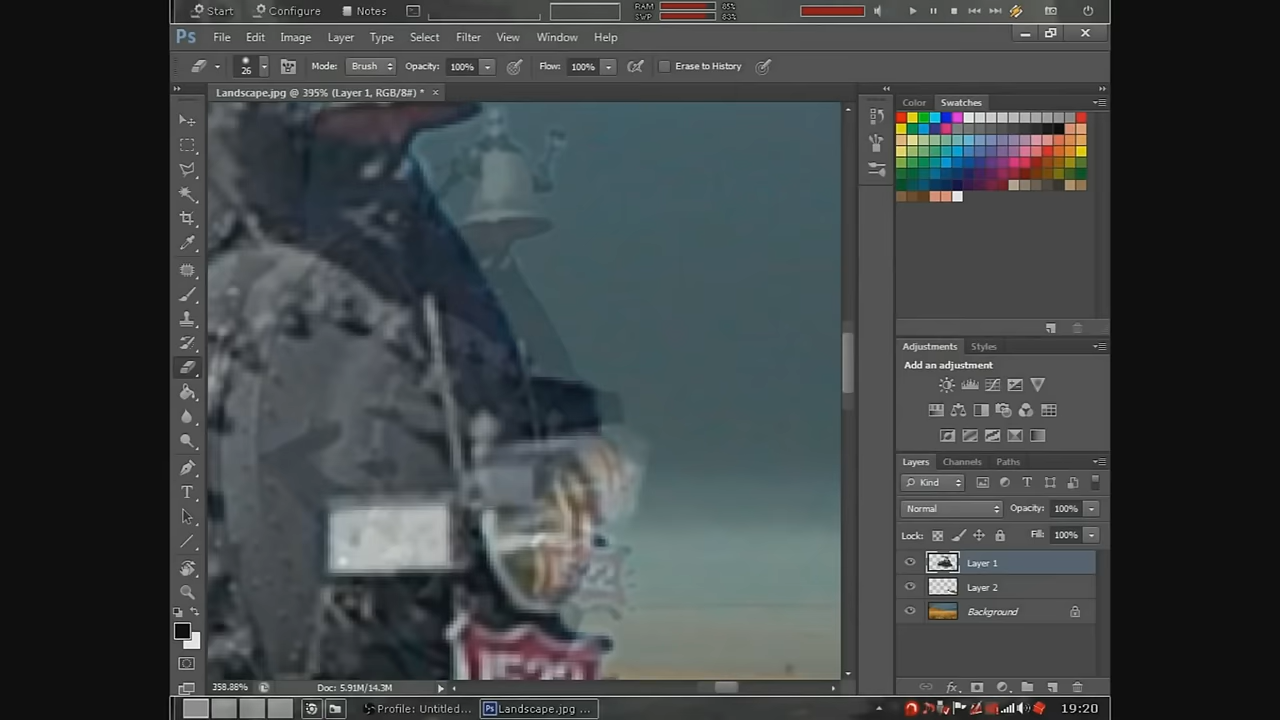 Start Configure Notes RAM 85%
SWP 83%
Ps File Edit Image Layer Type Select Filter View Window Help
26 Mode: Brush Opacity: 100% Flow: 100% Erase to History
Landscape.jpg @ 395% (Layer 1, RGB/8#) * ×
Color Swatches
Adjustments Styles
Add an adjustment
Layers Channels Paths
Kind
Normal Opacity: 100%
Lock: Fill: 100%
Layer 1
Layer 2
Background
358.88% Doc: 5.91M/14.3M
Profile: Untitled... Ps Landscape.jpg ... 19:20